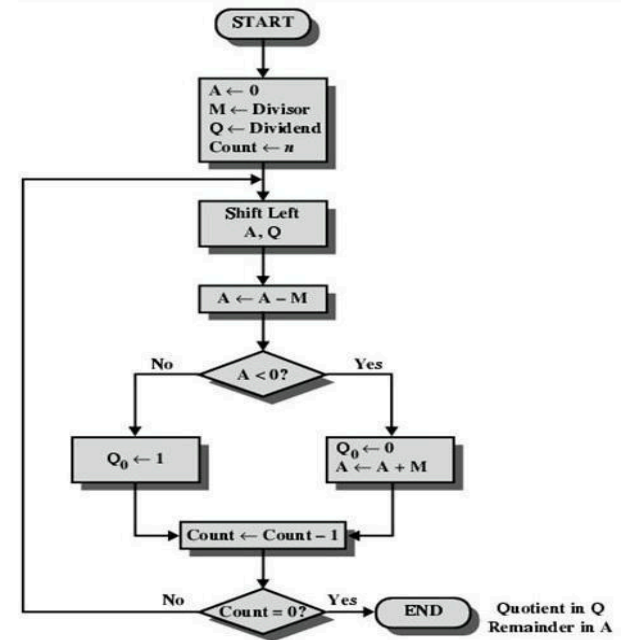 START
A ← 0
M ← Divisor
Q ← Dividend
Count ← n
Shift Left
A, Q
A ← A – M
No
Yes
A < 0?
Q₀ ← 1
Q₀ ← 0
A ← A + M
Count ← Count – 1
No
Yes
Count = 0?
END
Quotient in Q
Remainder in A